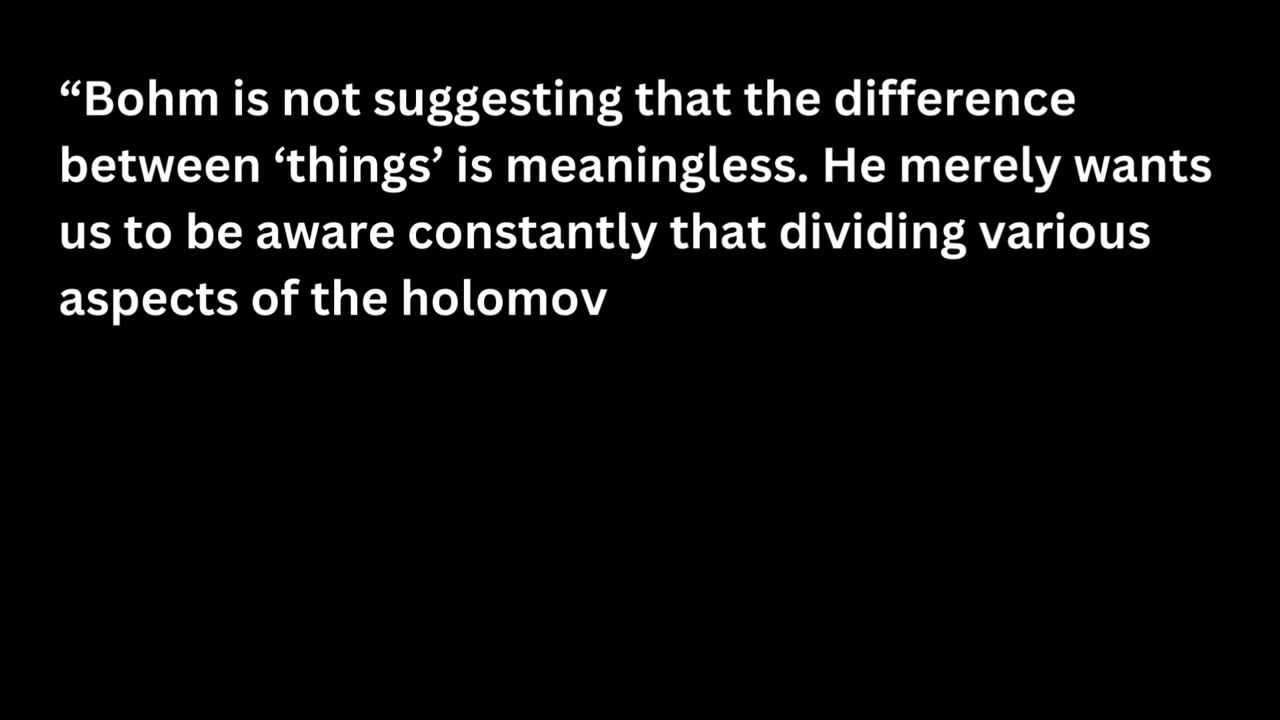 “Bohm is not suggesting that the difference
between ‘things’ is meaningless. He merely wants
us to be aware constantly that dividing various
aspects of the holomov